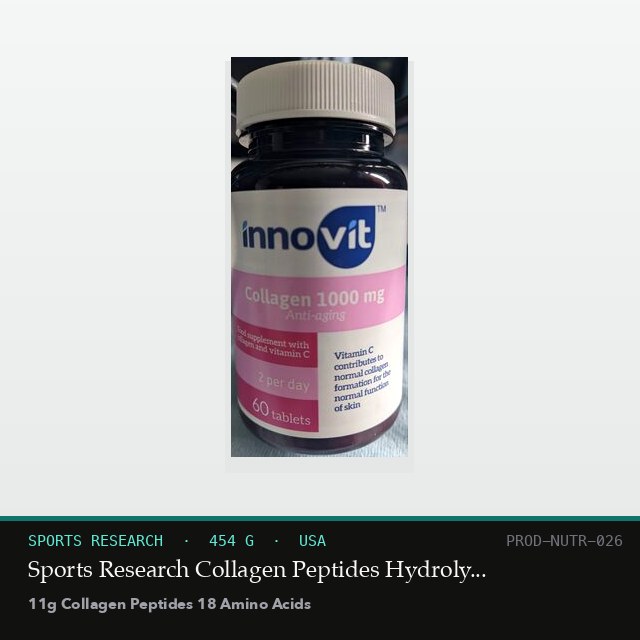 innovit TM
Collagen 1000 mg
Anti-aging
supplement with
collagen and vitamin C
2 per day
60 tablets
Vitamin C
contributes to
normal collagen
formation for the
normal function
of skin
SPORTS RESEARCH · 454 G · USA
PROD–NUTR–026
Sports Research Collagen Peptides Hydroly...
11g Collagen Peptides 18 Amino Acids